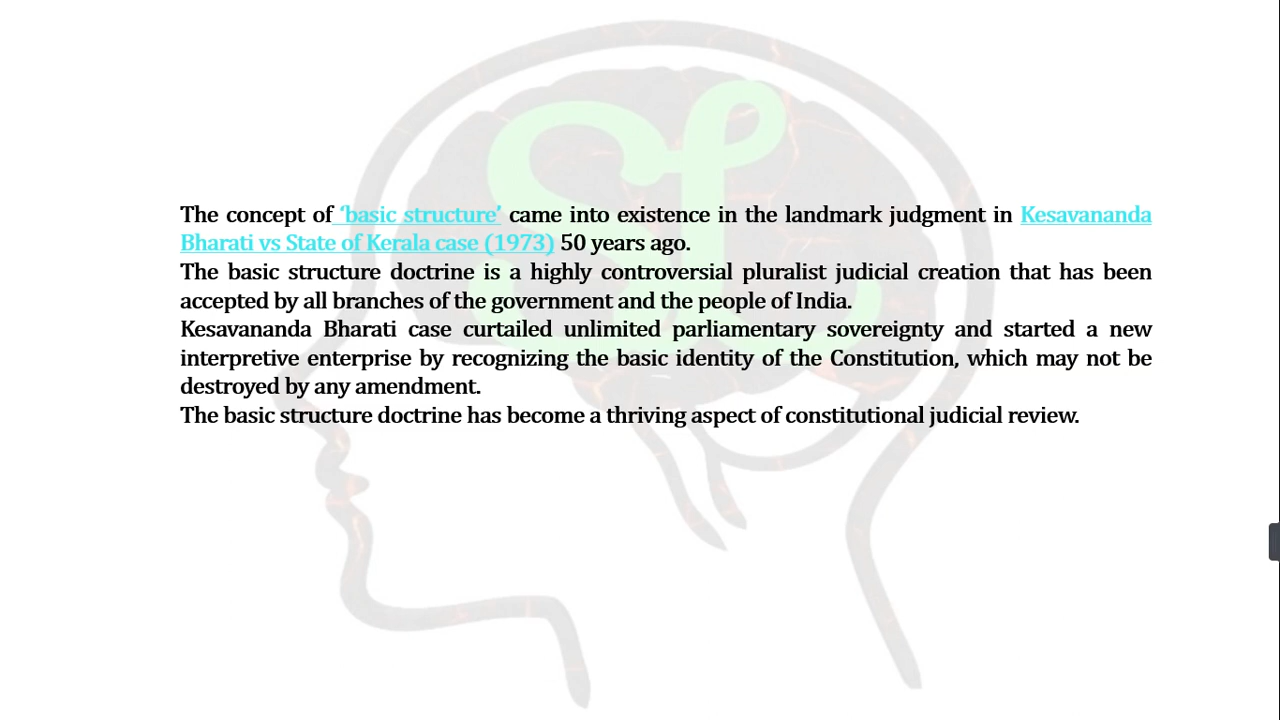 SL
The concept of ‘basic structure’ came into existence in the landmark judgment in Kesavananda
Bharati vs State of Kerala case (1973) 50 years ago.
The basic structure doctrine is a highly controversial pluralist judicial creation that has been
accepted by all branches of the government and the people of India.
Kesavananda Bharati case curtailed unlimited parliamentary sovereignty and started a new
interpretive enterprise by recognizing the basic identity of the Constitution, which may not be
destroyed by any amendment.
The basic structure doctrine has become a thriving aspect of constitutional judicial review.